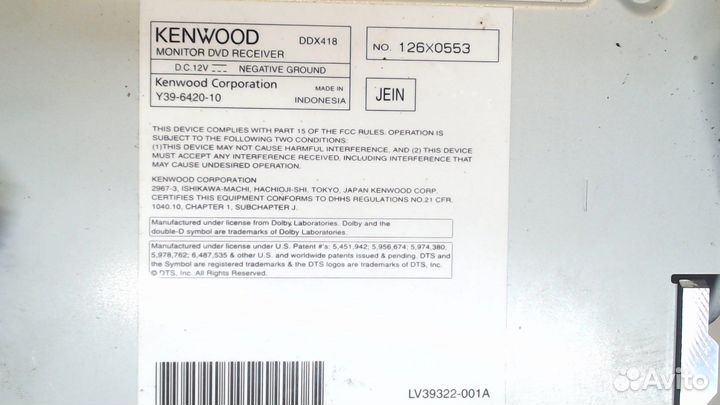 KENWOOD DDX418
MONITOR DVD RECEIVER
D.C.12V NEGATIVE GROUND
Kenwood Corporation MADE IN
Y39-6420-10 INDONESIA
NO. 126X0553
JEIN
THIS DEVICE COMPLIES WITH PART 15 OF THE FCC RULES. OPERATION IS
SUBJECT TO THE FOLLOWING TWO CONDITIONS:
(1)THIS DEVICE MAY NOT CAUSE HARMFUL INTERFERENCE, AND (2) THIS DEVICE
MUST ACCEPT ANY INTERFERENCE RECEIVED, INCLUDING INTERFERENCE THAT
MAY CAUSE UNDESIRED OPERATION.
KENWOOD CORPORATION
2967-3, ISHIKAWA-MACHI, HACHIOJI-SHI, TOKYO, JAPAN KENWOOD CORP.
CERTIFIES THIS EQUIPMENT CONFORMS TO DHHS REGULATIONS NO.21 CFR.
1040.10, CHAPTER 1, SUBCHAPTER J.
Manufactured under license from Dolby Laboratories. Dolby and the
double-D symbol are trademarks of Dolby Laboratories.
Manufactured under license under U.S. Patent #'s: 5,451,942; 5,956,674; 5,974,380;
5,978,762; 6,487,535 & other U.S. and worldwide patents issued & pending. DTS and
the Symbol are registered trademarks & the DTS logos are trademarks of DTS, Inc.
© DTS, Inc. All Rights Reserved.
LV39322-001A
Avito